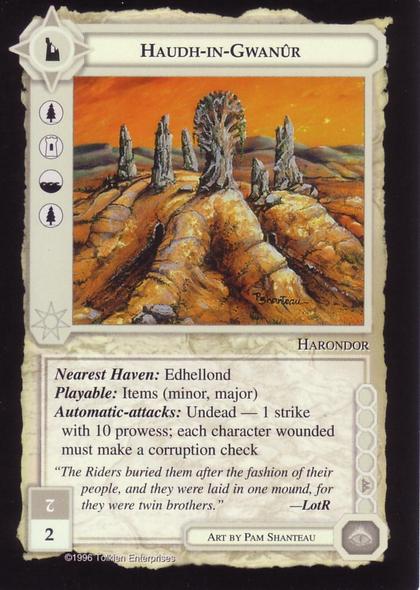 HAUDH-IN-GWANÛR
P. Shanteau
HARONDOR
Nearest Haven: Edhellond
Playable: Items (minor, major)
Automatic-attacks: Undead — 1 strike
with 10 prowess; each character wounded
must make a corruption check
“The Riders buried them after the fashion of their
people, and they were laid in one mound, for
they were twin brothers.” —LotR
2
2
ART BY PAM SHANTEAU
©1996 Tolkien Enterprises